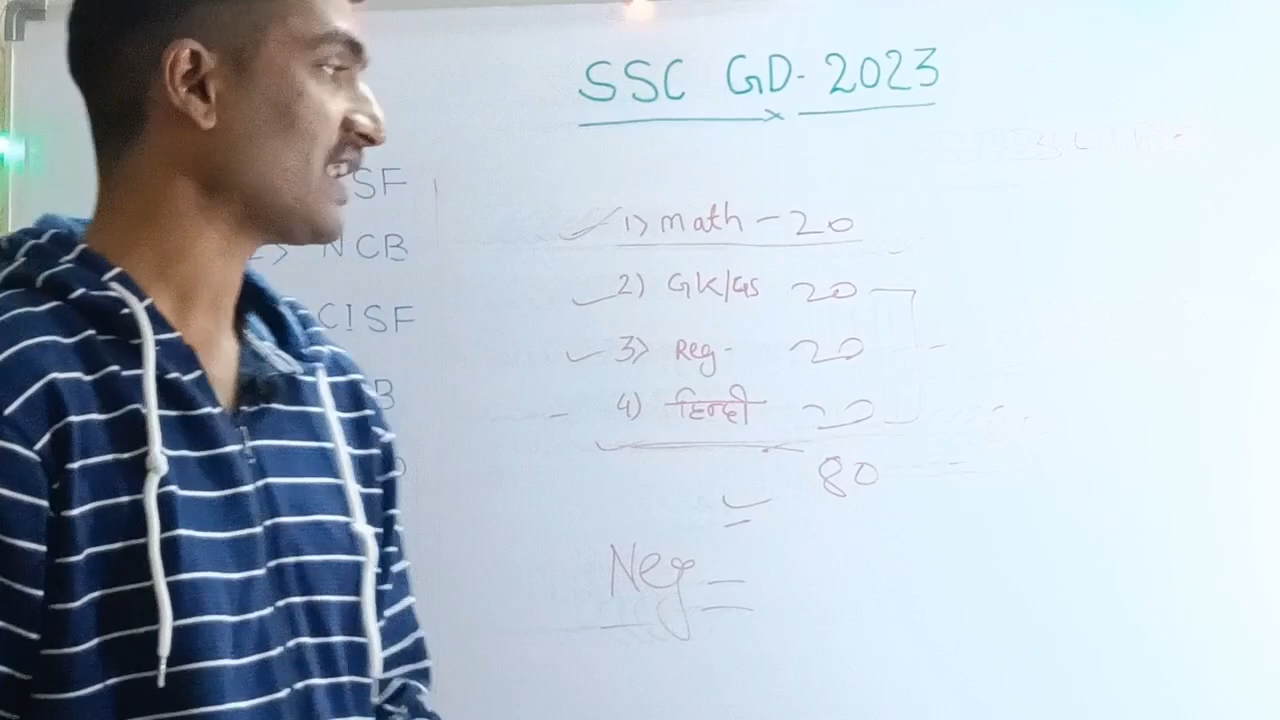 SSC GD- 2023
SF
NCB
CISF
B
1) math - 20
2) GK/GS 20
3) Reg - 20
4) हिन्दी 20
80
Neg =